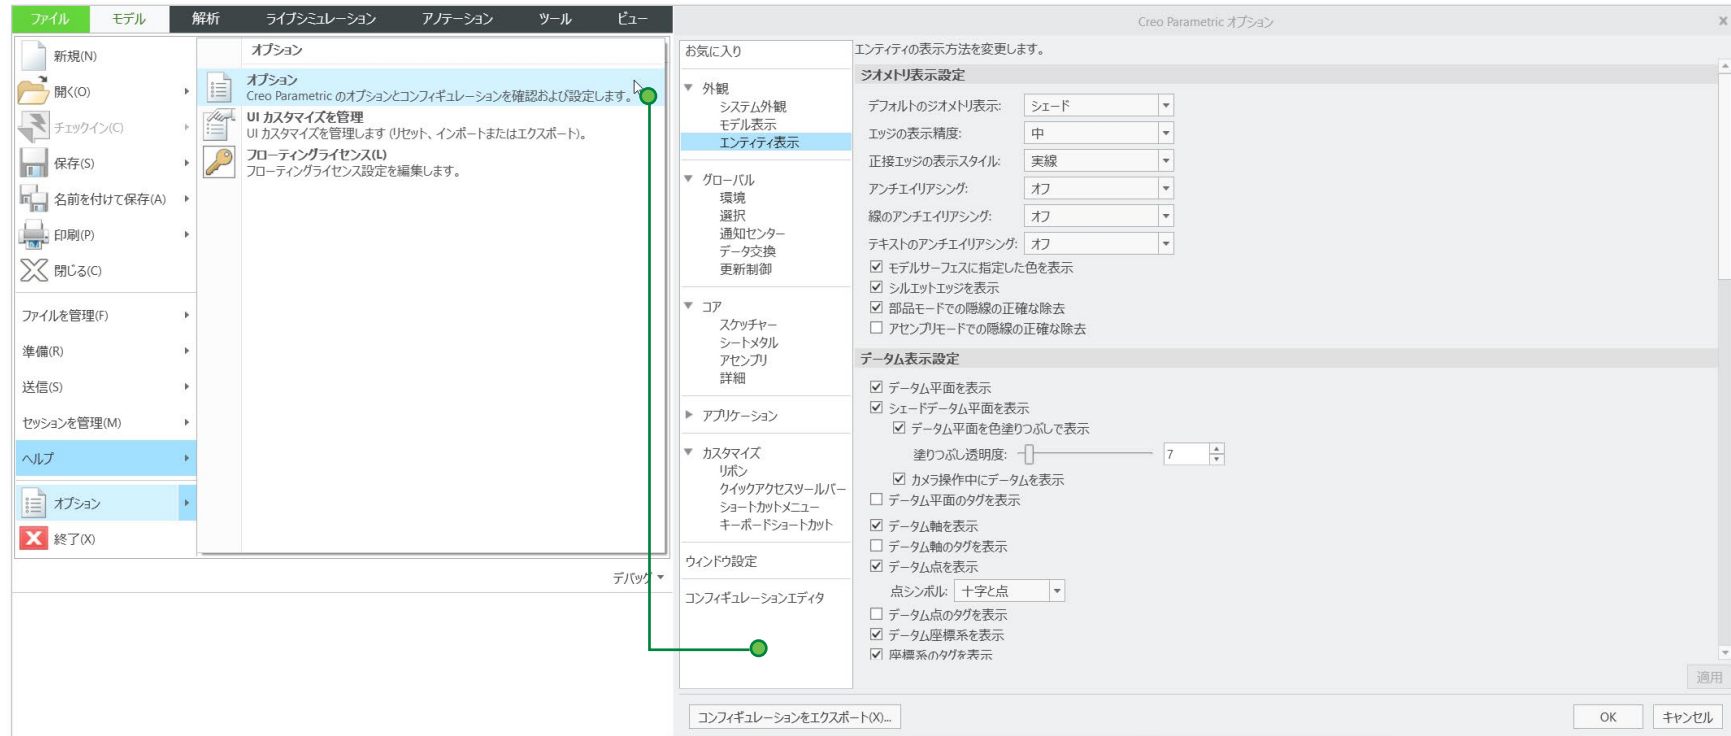 ファイル モデル 解析 ライブシミュレーション アノテーション ツール ビュー
新規(N)
開く(O)
チェックイン(C)
保存(S)
名前を付けて保存(A)
印刷(P)
閉じる(C)
ファイルを管理(F)
準備(R)
送信(S)
セッションを管理(M)
ヘルプ
オプション
終了(X)
オプション
オプション
Creo Parametric のオプションとコンフィギュレーションを確認および設定します。
UI カスタマイズを管理
UI カスタマイズを管理します (リセット、インポートまたはエクスポート)。
フローティングライセンス(L)
フローティングライセンス設定を編集します。
デバッグ
Creo Parametric オプション
お気に入り
外観
システム外観
モデル表示
エンティティ表示
グローバル
環境
選択
通知センター
データ交換
更新制御
コア
スケッチャー
シートメタル
アセンブリ
詳細
アプリケーション
カスタマイズ
リボン
クイックアクセスツールバー
ショートカットメニュー
キーボードショートカット
ウィンドウ設定
コンフィギュレーションエディタ
エンティティの表示方法を変更します。
ジオメトリ表示設定
デフォルトのジオメトリ表示: シェード
エッジの表示精度: 中
正接エッジの表示スタイル: 実線
アンチエイリアシング: オフ
線のアンチエイリアシング: オフ
テキストのアンチエイリアシング: オフ
モデルサーフェスに指定した色を表示
シルエットエッジを表示
部品モードでの隠線の正確な除去
アセンブリモードでの隠線の正確な除去
データム表示設定
データム平面を表示
シェードデータム平面を表示
データム平面を色塗りつぶしで表示
塗りつぶし透明度: 7
カメラ操作中にデータムを表示
データム平面のタグを表示
データム軸を表示
データム軸のタグを表示
データム点を表示
点シンボル: 十字と点
データム点のタグを表示
データム座標系を表示
座標系のタグを表示
適用
コンフィギュレーションをエクスポート(X)...
OK キャンセル